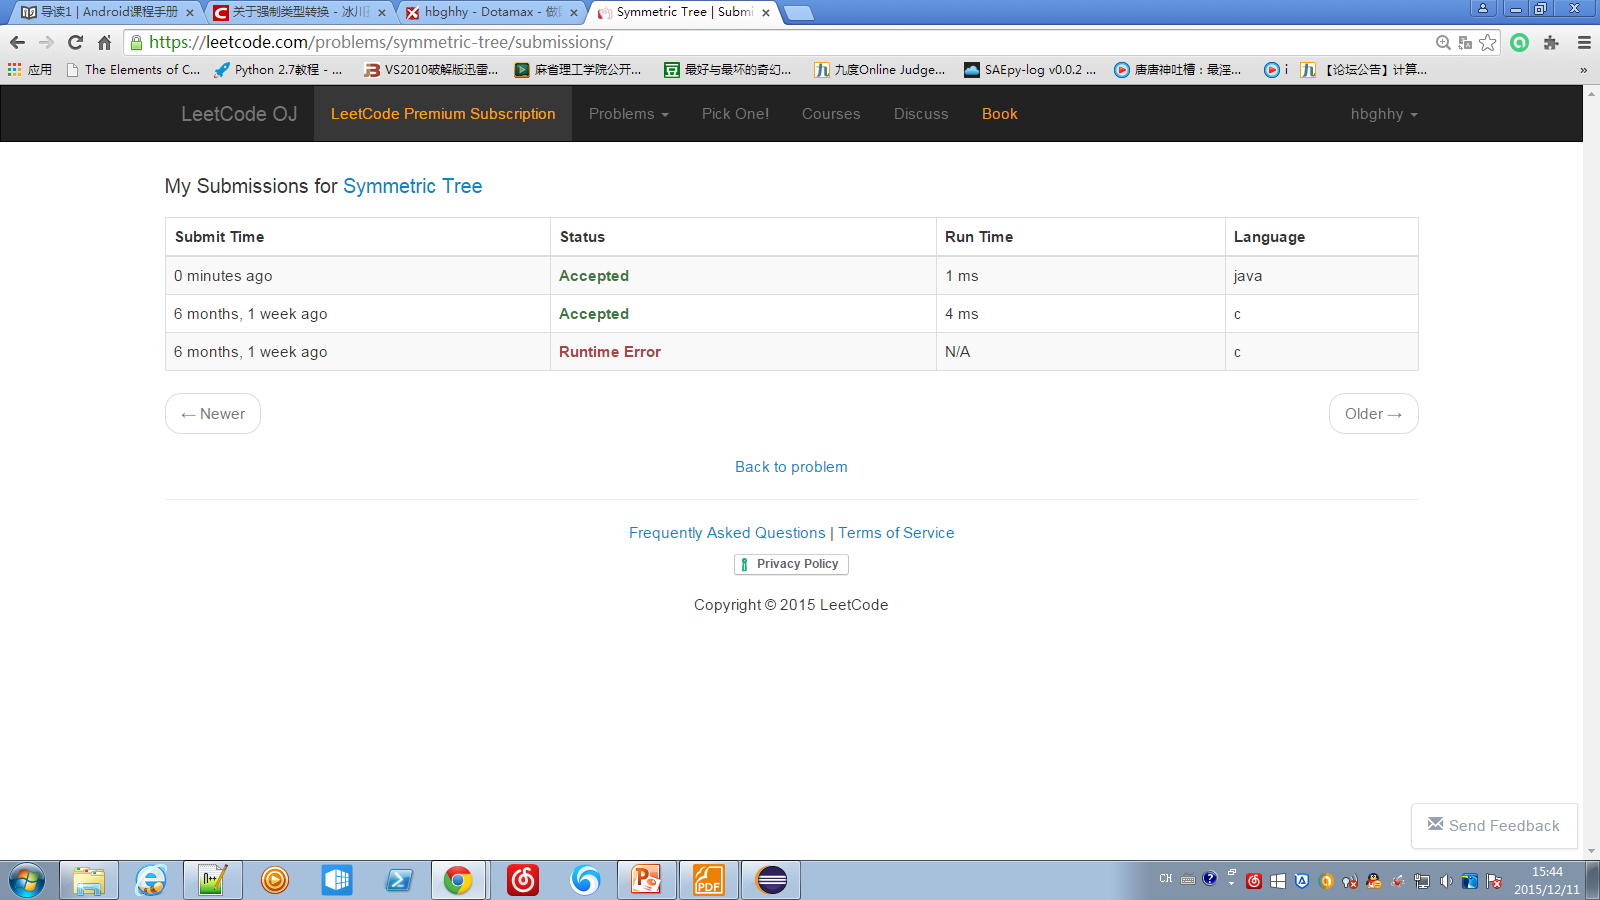 导读1 | Android课程手册
关于强制类型转换 - 冰川
hbghhy - Dotamax - 做
Symmetric Tree | Submi
https://leetcode.com/problems/symmetric-tree/submissions/
应用
The Elements of C...
Python 2.7教程 - ...
VS2010破解版迅雷...
麻省理工学院公开...
最好与最坏的奇幻...
九度Online Judge...
SAEpy-log v0.0.2 ...
唐唐神吐槽：最淫...
i
【论坛公告】计算...
»
LeetCode OJ
LeetCode Premium Subscription
Problems
Pick One!
Courses
Discuss
Book
hbghhy
My Submissions for Symmetric Tree
Submit Time Status Run Time Language
0 minutes ago Accepted 1 ms java
6 months, 1 week ago Accepted 4 ms c
6 months, 1 week ago Runtime Error N/A c
← Newer
Older →
Back to problem
Frequently Asked Questions | Terms of Service
Privacy Policy
Copyright © 2015 LeetCode
Send Feedback
PDF
CH
15:44
2015/12/11